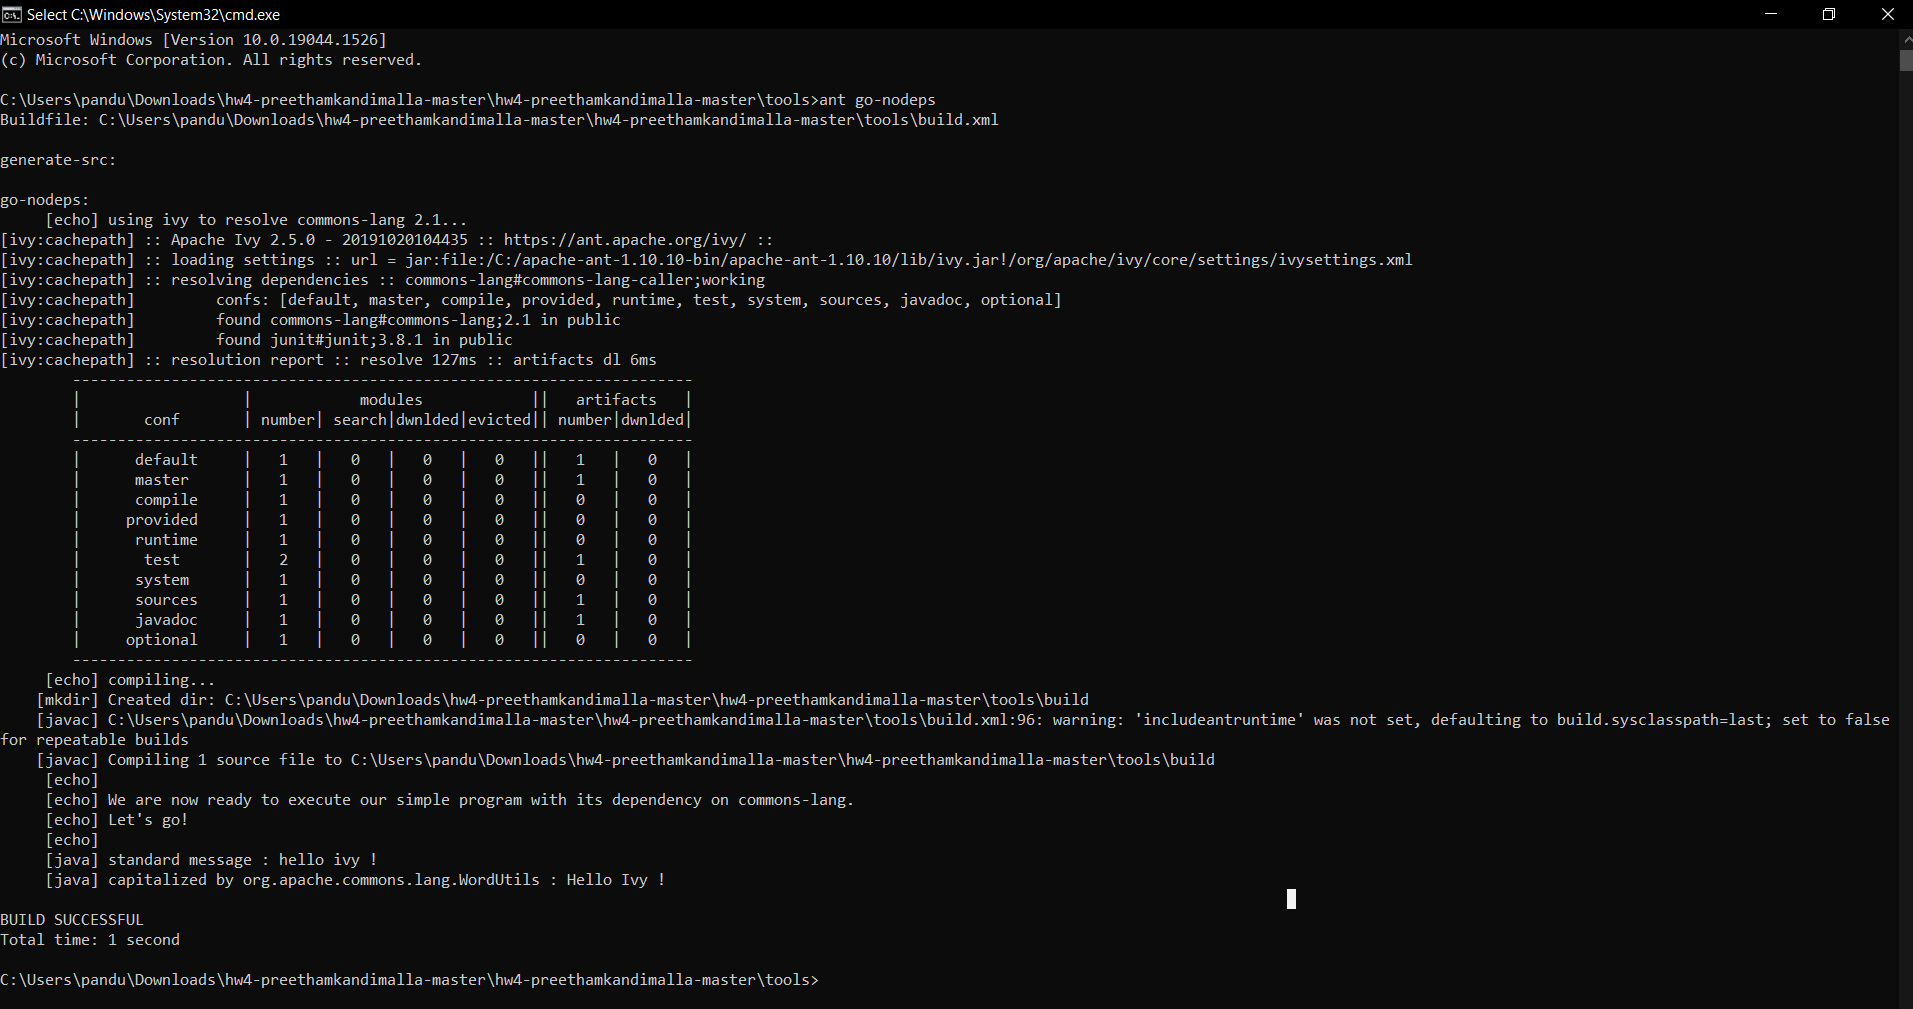 Select C:\Windows\System32\cmd.exe
Microsoft Windows [Version 10.0.19044.1526]
(c) Microsoft Corporation. All rights reserved.
C:\Users\pandu\Downloads\hw4-preethamkandimalla-master\hw4-preethamkandimalla-master\tools>ant go-nodeps
Buildfile: C:\Users\pandu\Downloads\hw4-preethamkandimalla-master\hw4-preethamkandimalla-master\tools\build.xml
generate-src:
go-nodeps:
     [echo] using ivy to resolve commons-lang 2.1...
[ivy:cachepath] :: Apache Ivy 2.5.0 - 20191020104435 :: https://ant.apache.org/ivy/ ::
[ivy:cachepath] :: loading settings :: url = jar:file:/C:/apache-ant-1.10.10-bin/apache-ant-1.10.10/lib/ivy.jar!/org/apache/ivy/core/settings/ivysettings.xml
[ivy:cachepath] :: resolving dependencies :: commons-lang#commons-lang-caller;working
[ivy:cachepath]         confs: [default, master, compile, provided, runtime, test, system, sources, javadoc, optional]
[ivy:cachepath]         found commons-lang#commons-lang;2.1 in public
[ivy:cachepath]         found junit#junit;3.8.1 in public
[ivy:cachepath] :: resolution report :: resolve 127ms :: artifacts dl 6ms
        ---------------------------------------------------------------------
        |                  |            modules            ||   artifacts   |
        |       conf       | number| search|dwnlded|evicted|| number|dwnlded|
        ---------------------------------------------------------------------
        |      default     |   1   |   0   |   0   |   0   ||   1   |   0   |
        |      master      |   1   |   0   |   0   |   0   ||   1   |   0   |
        |      compile     |   1   |   0   |   0   |   0   ||   0   |   0   |
        |     provided     |   1   |   0   |   0   |   0   ||   0   |   0   |
        |      runtime     |   1   |   0   |   0   |   0   ||   0   |   0   |
        |       test       |   2   |   0   |   0   |   0   ||   1   |   0   |
        |      system      |   1   |   0   |   0   |   0   ||   0   |   0   |
        |      sources     |   1   |   0   |   0   |   0   ||   1   |   0   |
        |      javadoc     |   1   |   0   |   0   |   0   ||   1   |   0   |
        |     optional     |   1   |   0   |   0   |   0   ||   0   |   0   |
        ---------------------------------------------------------------------
     [echo] compiling...
    [mkdir] Created dir: C:\Users\pandu\Downloads\hw4-preethamkandimalla-master\hw4-preethamkandimalla-master\tools\build
    [javac] C:\Users\pandu\Downloads\hw4-preethamkandimalla-master\hw4-preethamkandimalla-master\tools\build.xml:96: warning: 'includeantruntime' was not set, defaulting to build.sysclasspath=last; set to false
for repeatable builds
    [javac] Compiling 1 source file to C:\Users\pandu\Downloads\hw4-preethamkandimalla-master\hw4-preethamkandimalla-master\tools\build
     [echo]
     [echo] We are now ready to execute our simple program with its dependency on commons-lang.
     [echo] Let's go!
     [echo]
     [java] standard message : hello ivy !
     [java] capitalized by org.apache.commons.lang.WordUtils : Hello Ivy !
BUILD SUCCESSFUL
Total time: 1 second
C:\Users\pandu\Downloads\hw4-preethamkandimalla-master\hw4-preethamkandimalla-master\tools>